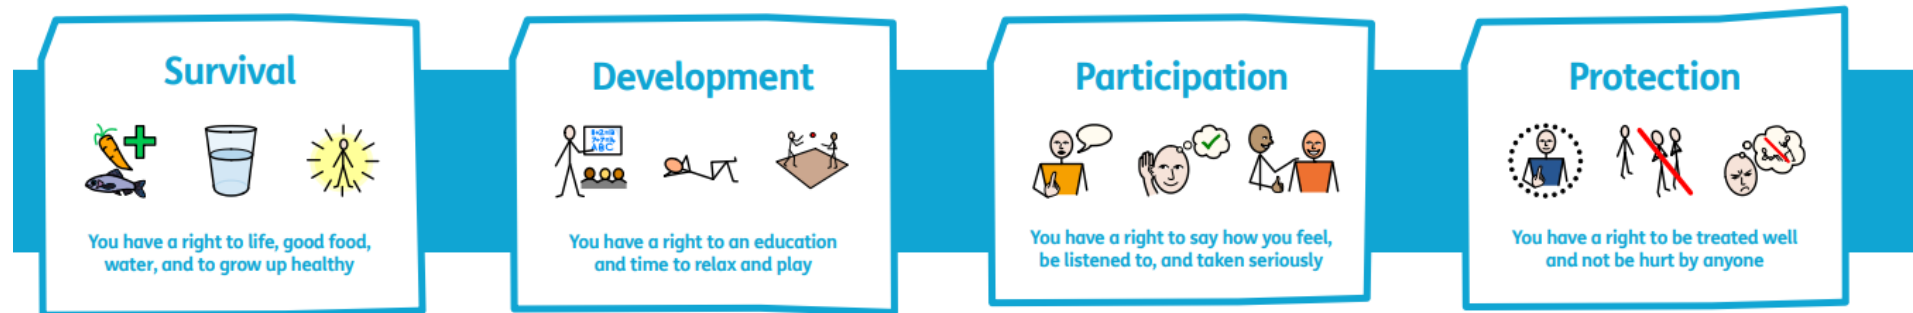 Survival
You have a right to life, good food,
water, and to grow up healthy
Development
ABC
You have a right to an education
and time to relax and play
Participation
You have a right to say how you feel,
be listened to, and taken seriously
Protection
You have a right to be treated well
and not be hurt by anyone